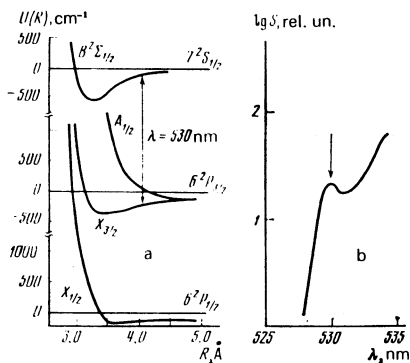 U(R), cm⁻¹
500
B²Σ₁/₂
7²S₁/₂
0
-500
A₁/₂
λ = 530 nm
500
0
6²P₃/₂
-500
X₃/₂
a
1000
500
X₁/₂
6²P₁/₂
0
3.0
4.0
5.0
R, Å
lg S, rel. un.
2
1
b
525
530
535
λ, nm